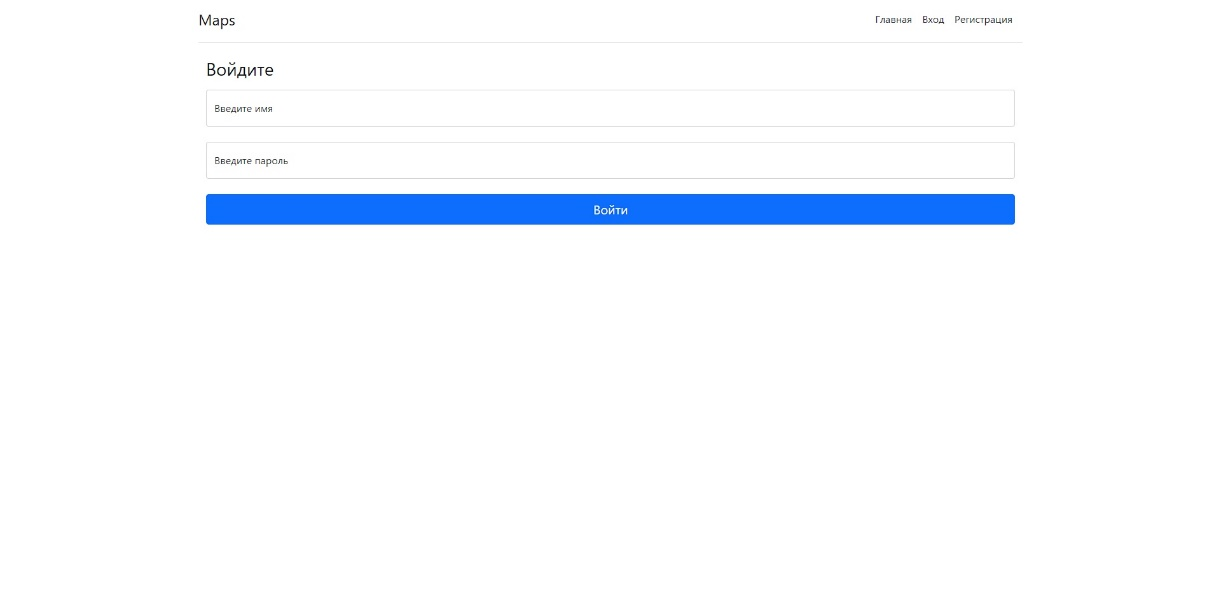 Maps
Главная Вход Регистрация
Войдите
Введите имя
Введите пароль
Войти